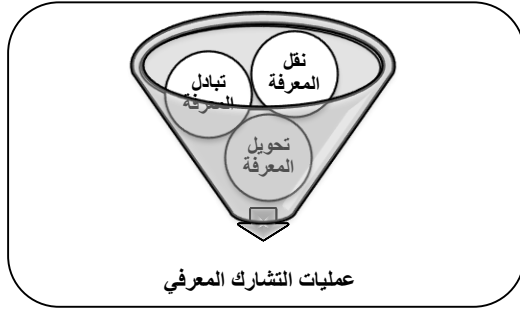 نقل
المعرفة
تبادل
المعرفة
تحويل
المعرفة
عمليات التشارك المعرفي